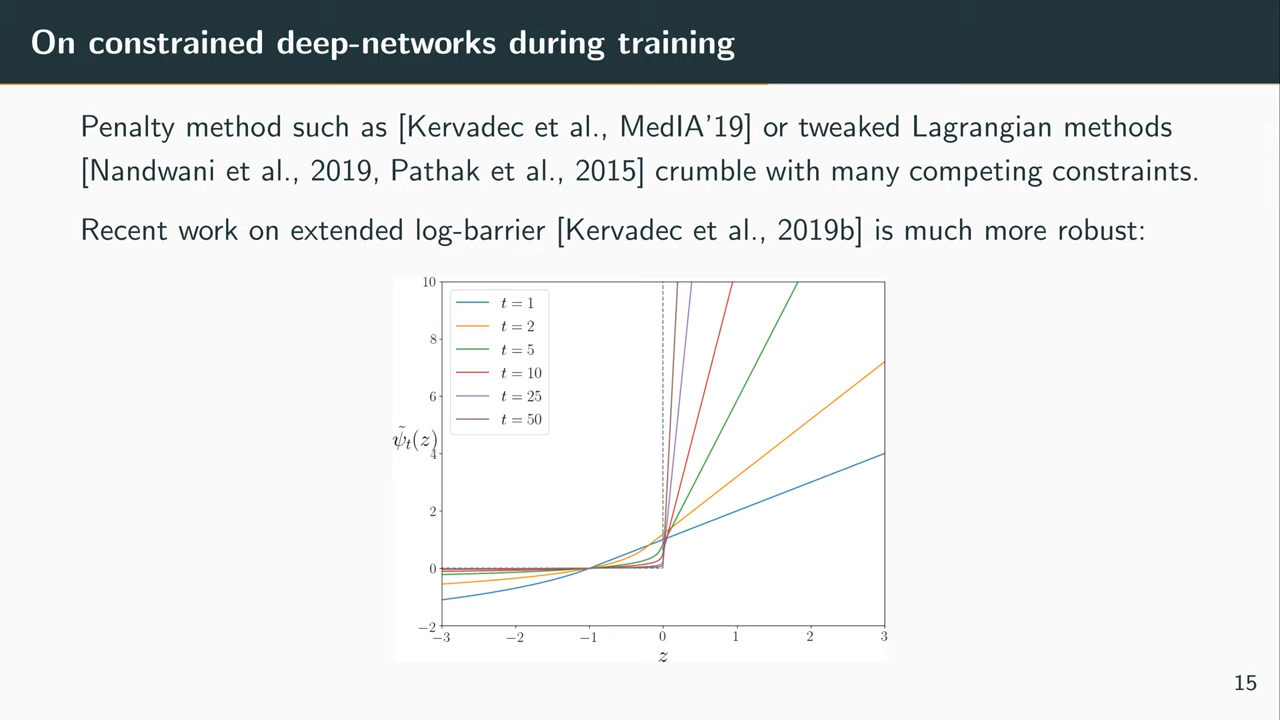 On constrained deep-networks during training
Penalty method such as [Kervadec et al., MedIA'19] or tweaked Lagrangian methods
[Nandwani et al., 2019, Pathak et al., 2015] crumble with many competing constraints.
Recent work on extended log-barrier [Kervadec et al., 2019b] is much more robust:
10
8
6
4
2
0
−2
t = 1
t = 2
t = 5
t = 10
t = 25
t = 50
ψ̃ₜ(z)
−3
−2
−1
0
1
2
3
z
15